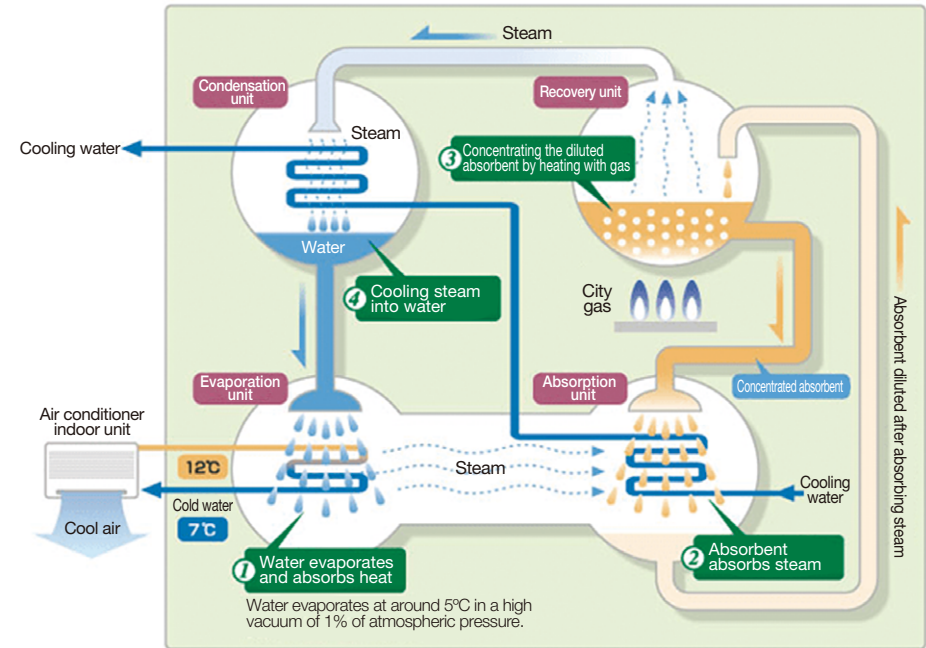 Steam
Condensation
unit
Recovery unit
Steam
Cooling water
3 Concentrating the diluted
absorbent by heating with gas
Water
4 Cooling steam
into water
City
gas
Absorbent diluted after absorbing steam
Evaporation
unit
Absorption
unit
Concentrated absorbent
Air conditioner
indoor unit
12℃
Steam
Cold water
7℃
Cooling
water
Cool air
1 Water evaporates
and absorbs heat
2 Absorbent
absorbs steam
Water evaporates at around 5ºC in a high
vacuum of 1% of atmospheric pressure.